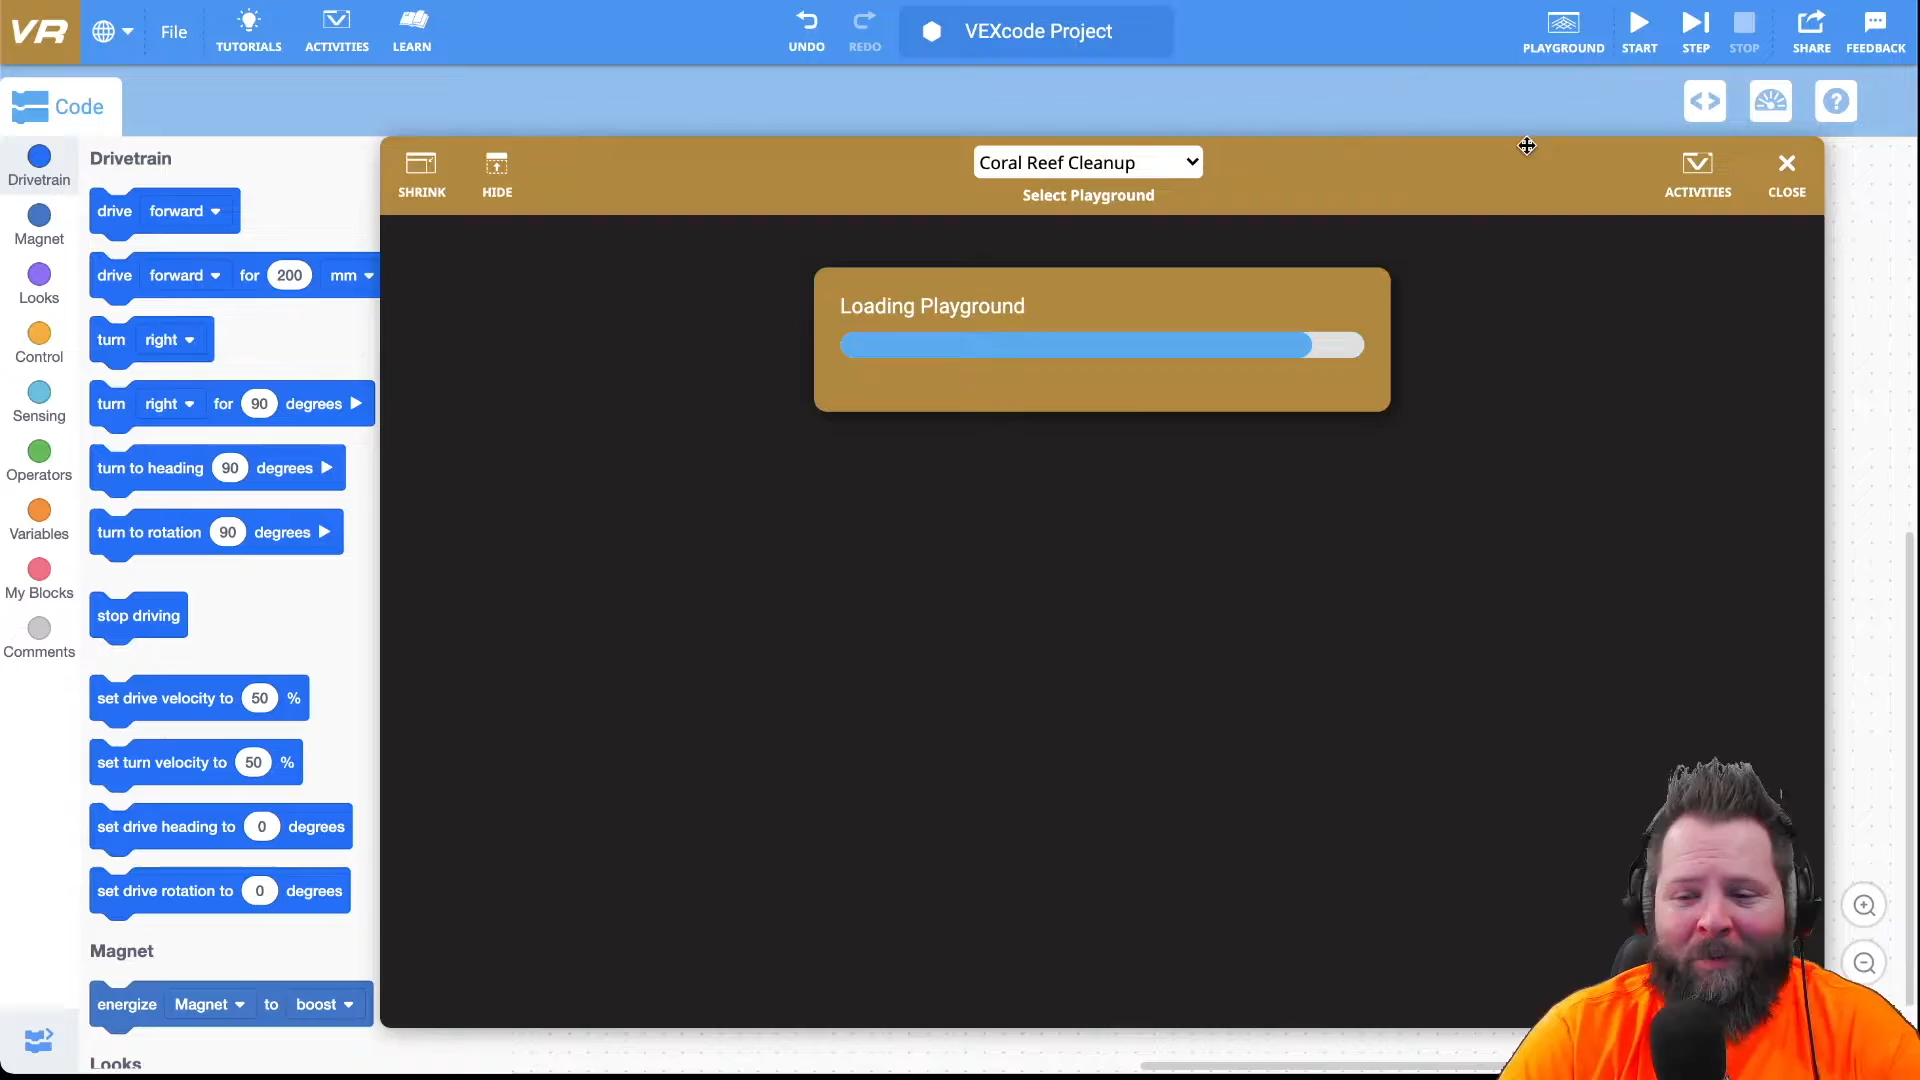 VR
File
TUTORIALS
ACTIVITIES
LEARN
UNDO
REDO
VEXcode Project
PLAYGROUND
START
STEP
STOP
SHARE
FEEDBACK
Code
Drivetrain
Magnet
Looks
Control
Sensing
Operators
Variables
My Blocks
Comments
Drivetrain
drive forward
drive forward for 200 mm
turn right
turn right for 90 degrees
turn to heading 90 degrees
turn to rotation 90 degrees
stop driving
set drive velocity to 50 %
set turn velocity to 50 %
set drive heading to 0 degrees
set drive rotation to 0 degrees
Magnet
energize Magnet to boost
Looks
SHRINK
HIDE
Coral Reef Cleanup
Select Playground
ACTIVITIES
CLOSE
Loading Playground